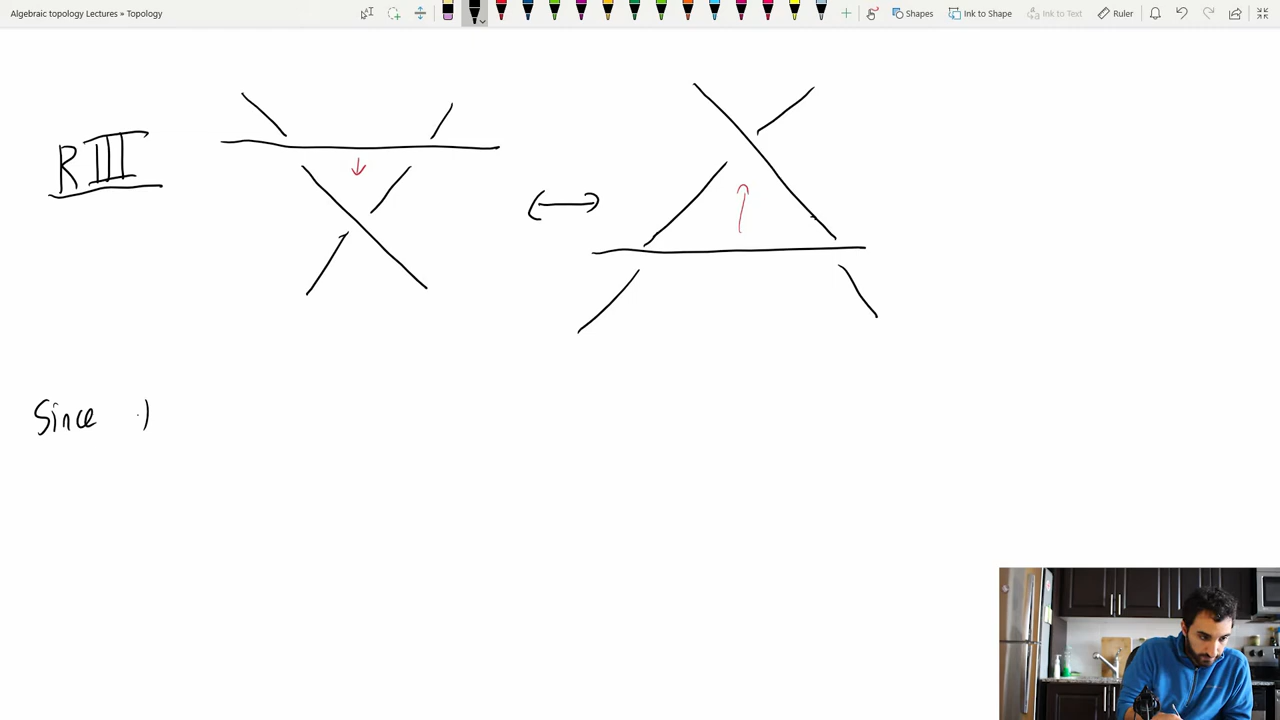 Algebraic topology Lectures » Topology
Shapes Ink to Shape Ink to Text Ruler
RIII
Since